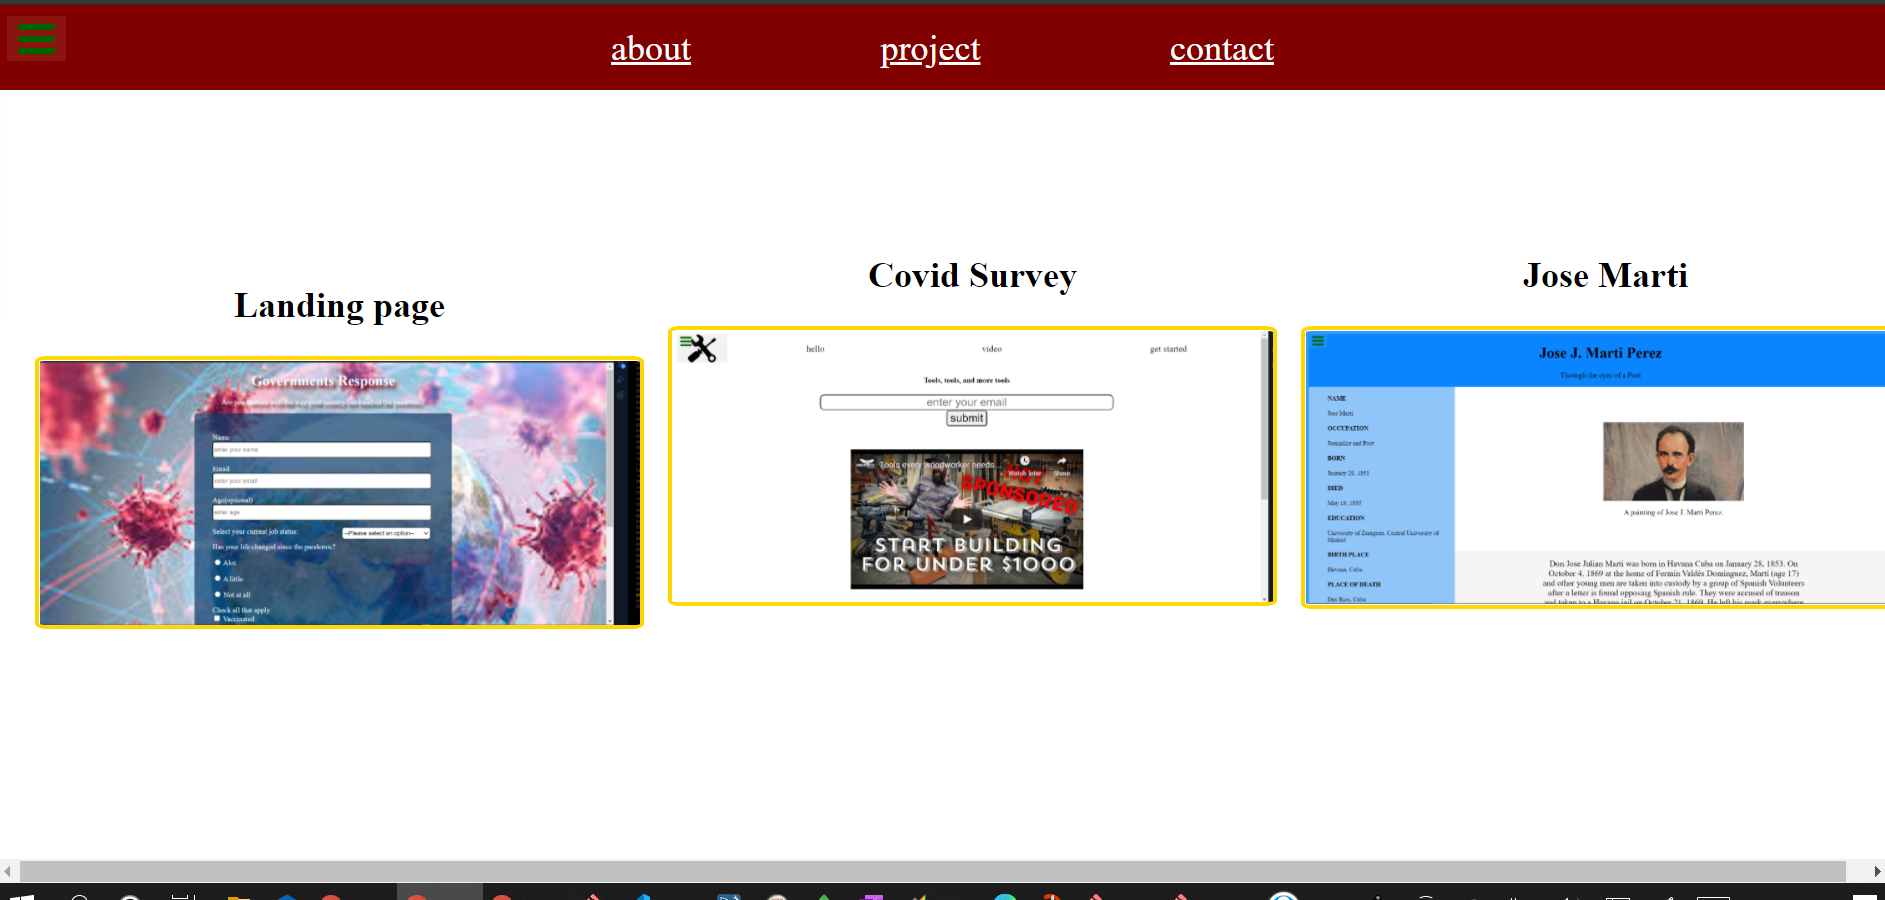 about
project
contact
Landing page
Governments Response
Name
enter your name
Email
enter your email
Age(optional)
enter age
Select your current job status:
--Please select an option--
Has your life changed since the pandemic?
Alot
A little
Not at all
Check all that apply
Vaccinated
Covid Survey
hello
video
get started
Tools, tools, and more tools
enter your email
submit
Tools every woodworker needs ...
Watch later
Share
SPONSORED
START BUILDING
FOR UNDER $1000
Jose Marti
Jose J. Marti Perez
Through the eyes of a Poet
NAME
Jose Marti
OCCUPATION
Journalist and Poet
BORN
January 28, 1853
DIED
May 19, 1895
EDUCATION
University of Zaragoza, Central University of
Madrid
BIRTH PLACE
Havana, Cuba
PLACE OF DEATH
Dos Rios, Cuba
A painting of Jose J. Marti Perez.
Don Jose Julian Marti was born in Havana Cuba on January 28, 1853. On
October 4, 1869 at the home of Fermin Valdés Dominguez, Marti (age 17)
and other young men are taken into custody by a group of Spanish Volunteers
after a letter is found opposing Spanish rule. They were accused of treason
and taken to a Havana jail on October 21, 1869. He left his mark everywhere